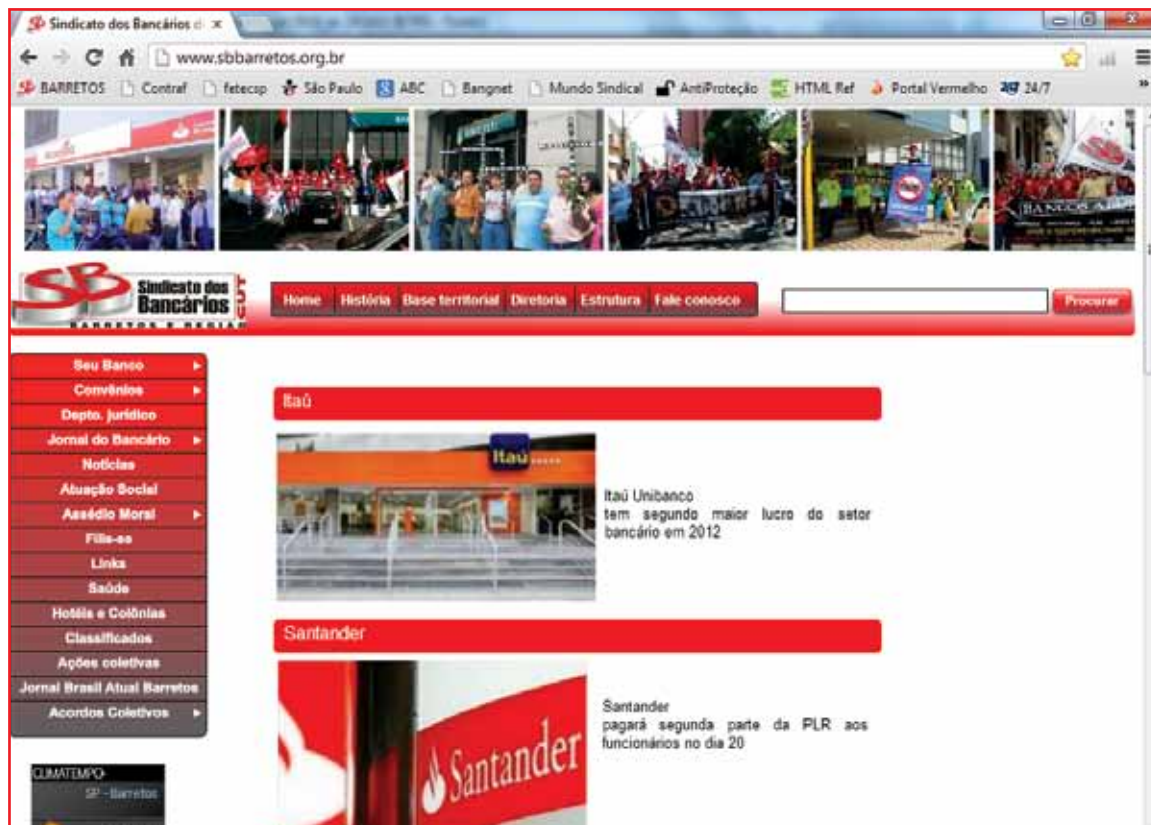 Sindicato dos Bancários d
www.sbbarretos.org.br
BARRETOS Contraf fetecsp São Paulo ABC Bangnet Mundo Sindical AntiProteção HTML Ref Portal Vermelho 24/7
SB
Sindicato dos
Bancários
CUT
BARRETOS E REGIÃO
Home História Base territorial Diretoria Estrutura Fale conosco
Procurar
Seu Banco
Convênios
Depto. jurídico
Jornal do Bancário
Notícias
Atuação Social
Assédio Moral
Filie-se
Links
Saúde
Hotéis e Colônias
Classificados
Ações coletivas
Jornal Brasil Atual Barretos
Acordos Coletivos
CLIMATEMPO
SP - Barretos
Itaú
Itaú
Itaú Unibanco
tem segundo maior lucro do setor
bancário em 2012
Santander
Santander
Santander
pagará segunda parte da PLR aos
funcionários no dia 20